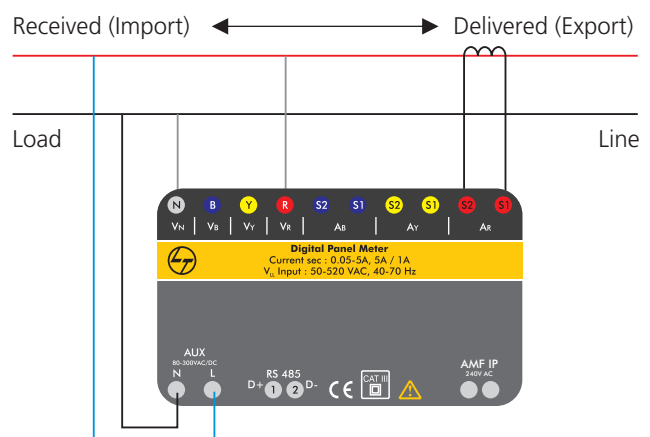 Received (Import) Delivered (Export)
Load Line
N B Y R S2 S1 S2 S1 S2 S1
VN VB VY VR AB AY AR
Digital Panel Meter
Current sec : 0.05-5A, 5A / 1A
VLL Input : 50-520 VAC, 40-70 Hz
AUX
80-300VAC/DC
N L
RS 485
D+ 1 2 D-
CE
CAT III
AMF IP
240V AC